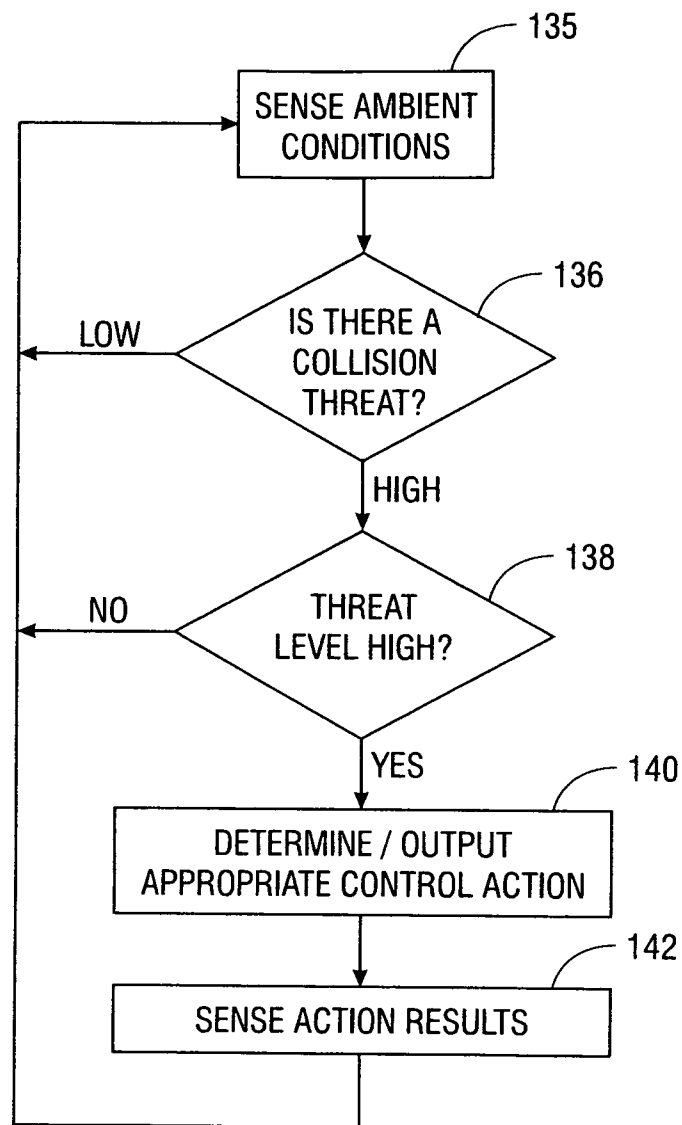 135
SENSE AMBIENT
CONDITIONS
136
IS THERE A
COLLISION
THREAT?
LOW
HIGH
138
THREAT
LEVEL HIGH?
NO
YES
140
DETERMINE / OUTPUT
APPROPRIATE CONTROL ACTION
142
SENSE ACTION RESULTS